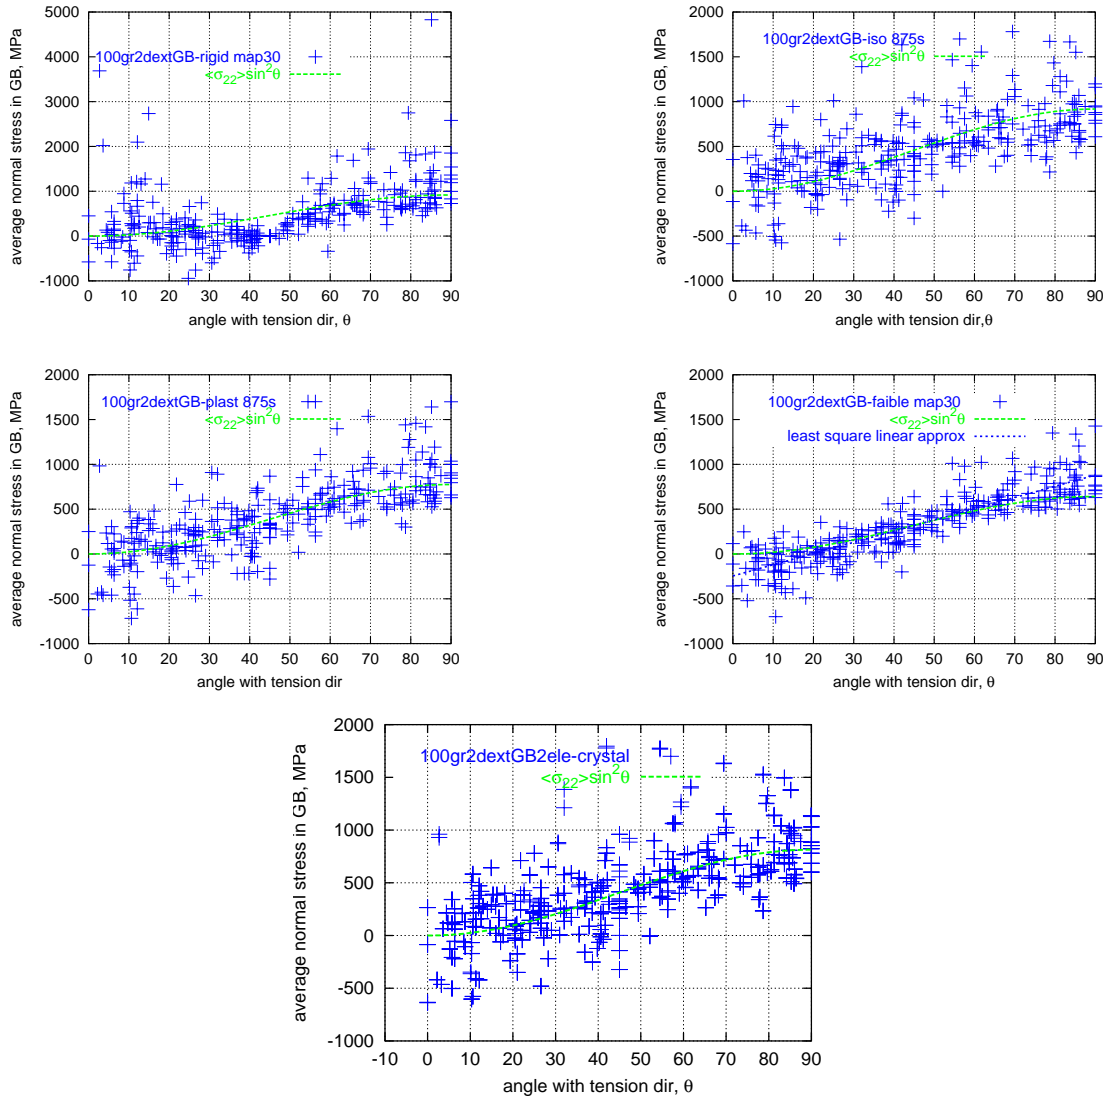 5000
4000
3000
2000
1000
0
-1000
0 10 20 30 40 50 60 70 80 90
average normal stress in GB, MPa
angle with tension dir, θ
100gr2dextGB-rigid map30
<σ22>sin²θ
2000
1500
1000
500
0
-500
-1000
0 10 20 30 40 50 60 70 80 90
average normal stress in GB, MPa
angle with tension dir,θ
100gr2dextGB-iso 875s
<σ22>sin²θ
2000
1500
1000
500
0
-500
-1000
0 10 20 30 40 50 60 70 80 90
average normal stress in GB, MPa
angle with tension dir
100gr2dextGB-plast 875s
<σ22>sin²θ
2000
1500
1000
500
0
-500
-1000
0 10 20 30 40 50 60 70 80 90
average normal stress in GB, MPa
angle with tension dir, θ
100gr2dextGB-faible map30
<σ22>sin²θ
least square linear approx
2000
1500
1000
500
0
-500
-1000
-10 0 10 20 30 40 50 60 70 80 90
average normal stress in GB, MPa
angle with tension dir, θ
100gr2dextGB2ele-crystal
<σ22>sin²θ